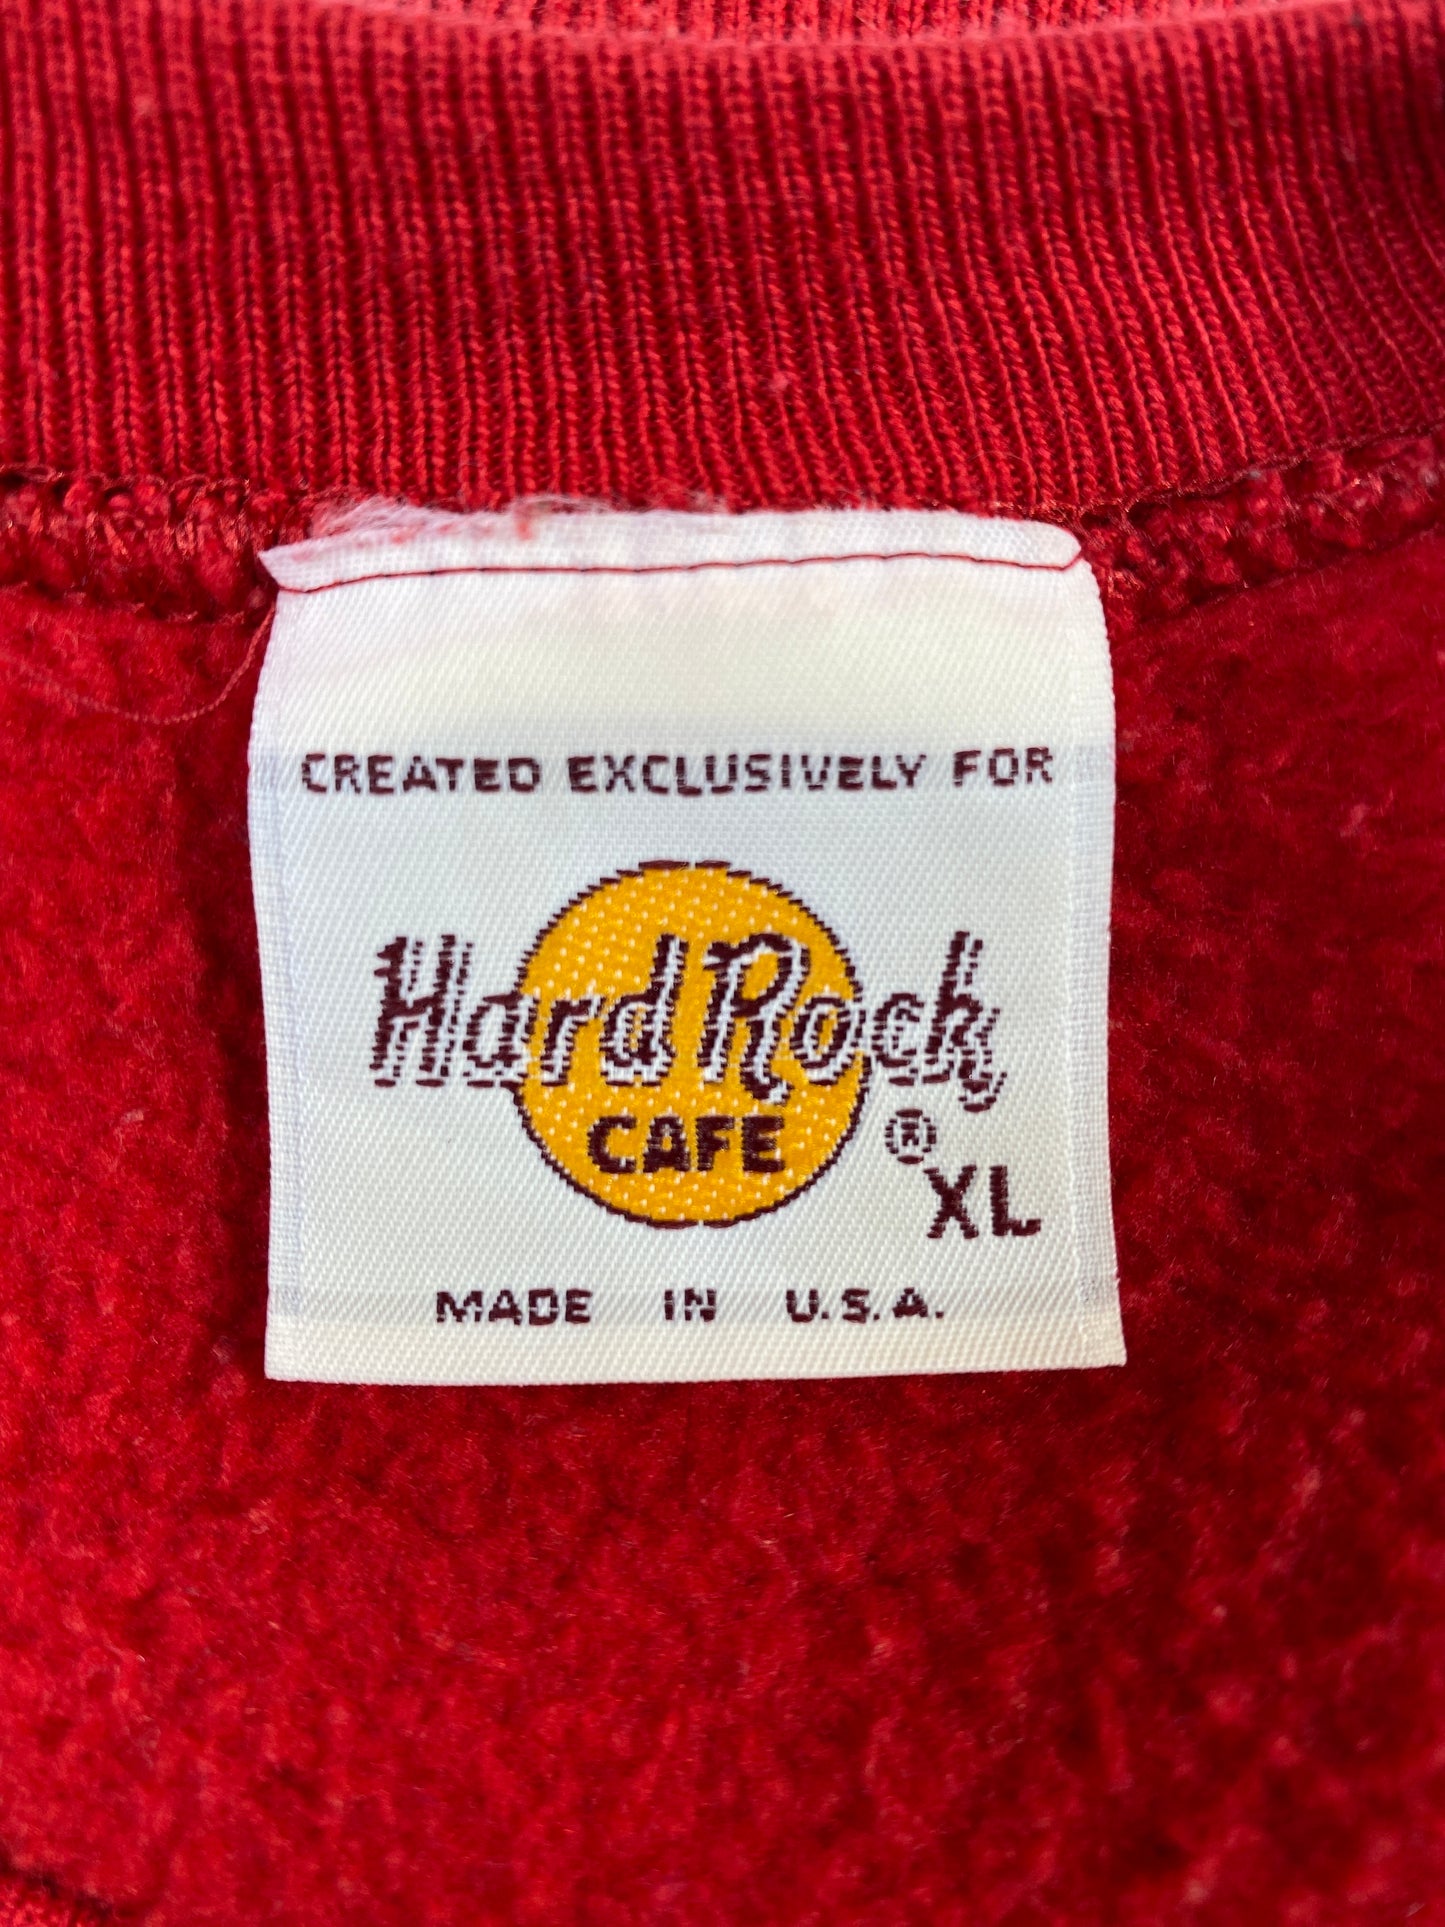 CREATED EXCLUSIVELY FOR
Hard Rock
CAFE ®
XL
MADE IN U.S.A.